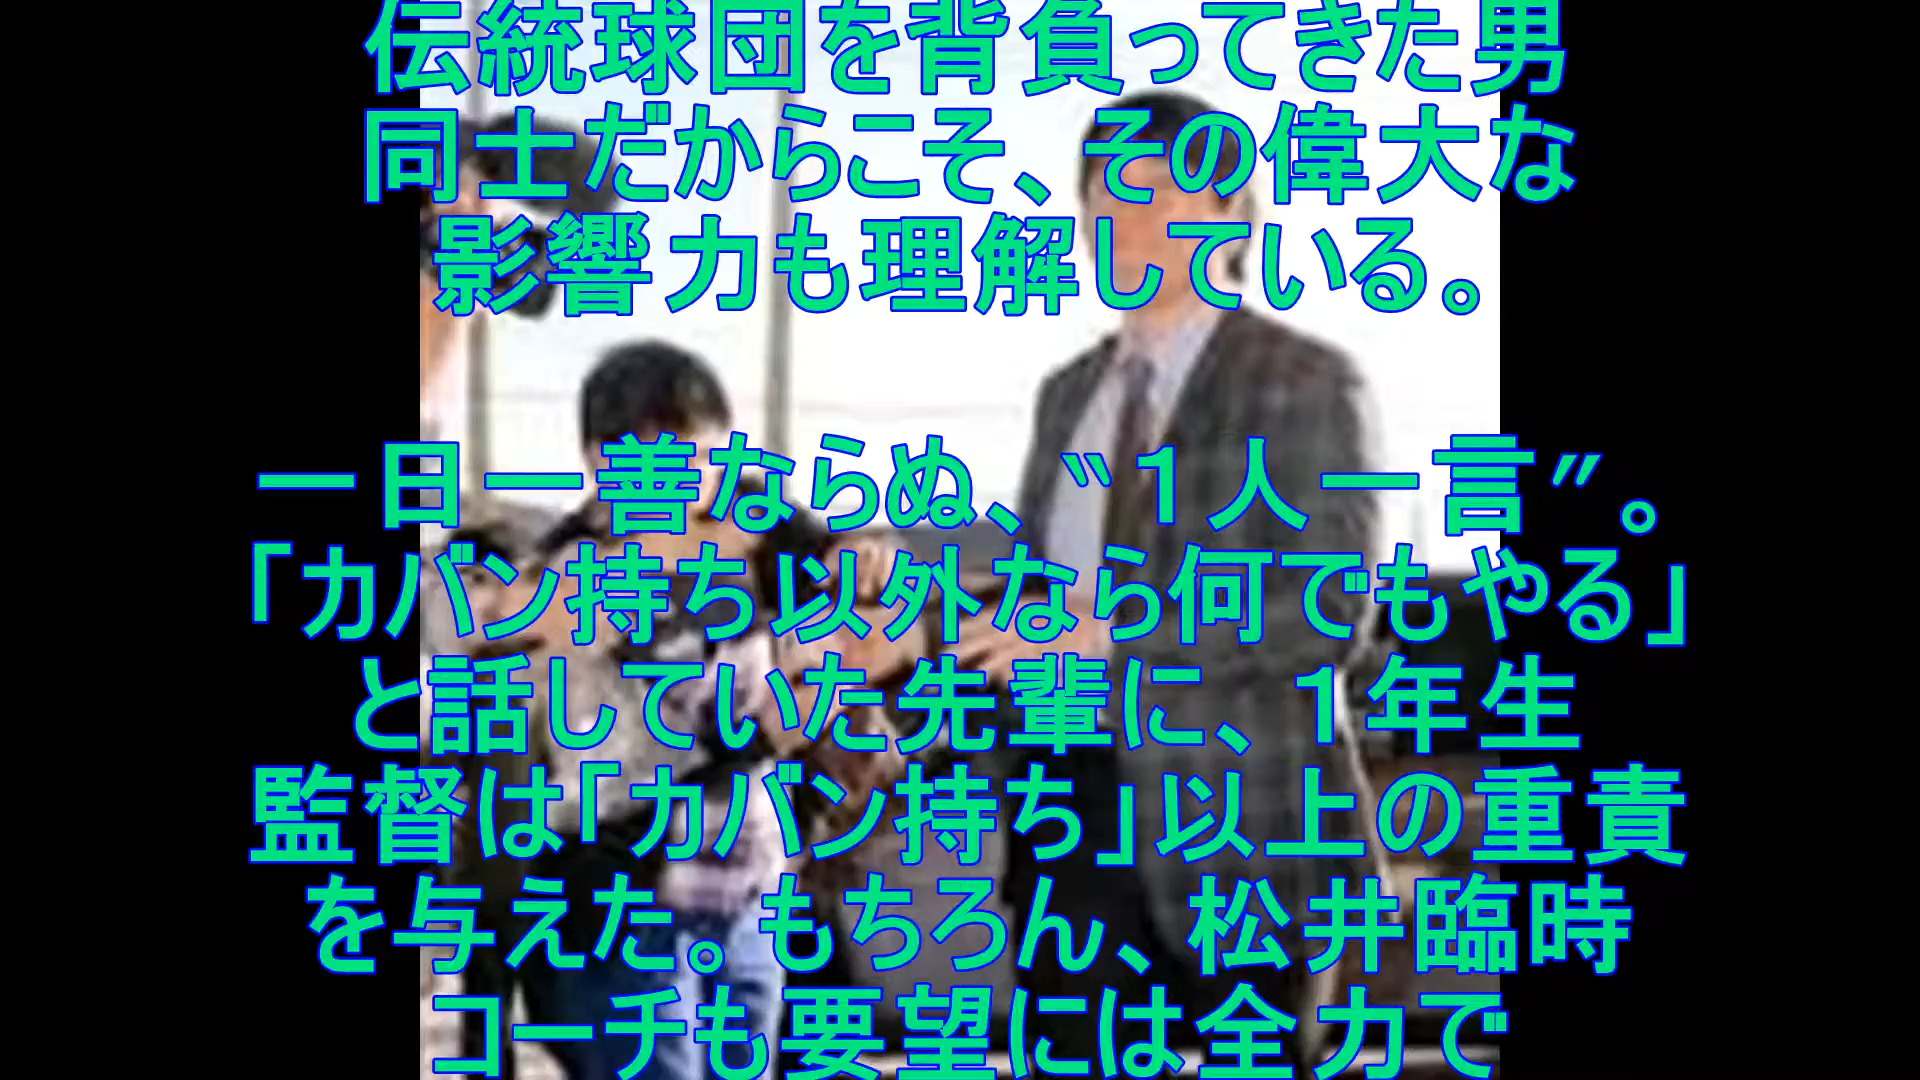 伝統球団を背負ってきた男
同士だからこそ、その偉大な
影響力も理解している。
一日一善ならぬ、〝１人一言〟。
「カバン持ち以外なら何でもやる」
と話していた先輩に、１年生
監督は「カバン持ち」以上の重責
を与えた。もちろん、松井臨時
コーチも要望には全力で